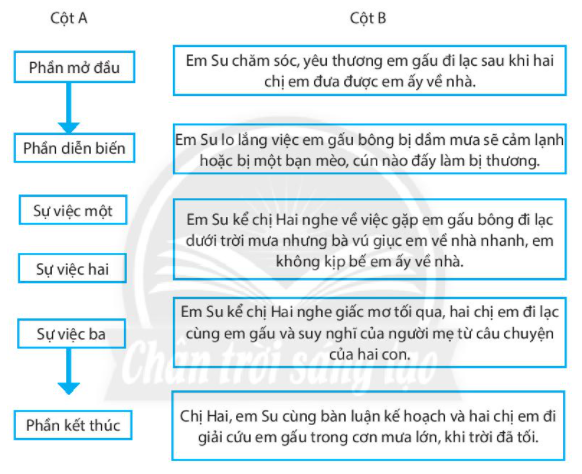 Cột A
Cột B
Phần mở đầu
Em Su chăm sóc, yêu thương em gấu đi lạc sau khi hai
chị em đưa được em ấy về nhà.
Phần diễn biến
Em Su lo lắng việc em gấu bông bị dầm mưa sẽ cảm lạnh
hoặc bị một bạn mèo, cún nào đấy làm bị thương.
Sự việc một
Em Su kể chị Hai nghe về việc gặp em gấu bông đi lạc
dưới trời mưa nhưng bà vú giục em về nhà nhanh, em
không kịp bế em ấy về nhà.
Sự việc hai
Sự việc ba
Em Su kể chị Hai nghe giấc mơ tối qua, hai chị em đi lạc
cùng em gấu và suy nghĩ của người mẹ từ câu chuyện
của hai con.
Chân trời sáng tạo
Phần kết thúc
Chị Hai, em Su cùng bàn luận kế hoạch và hai chị em đi
giải cứu em gấu trong cơn mưa lớn, khi trời đã tối.